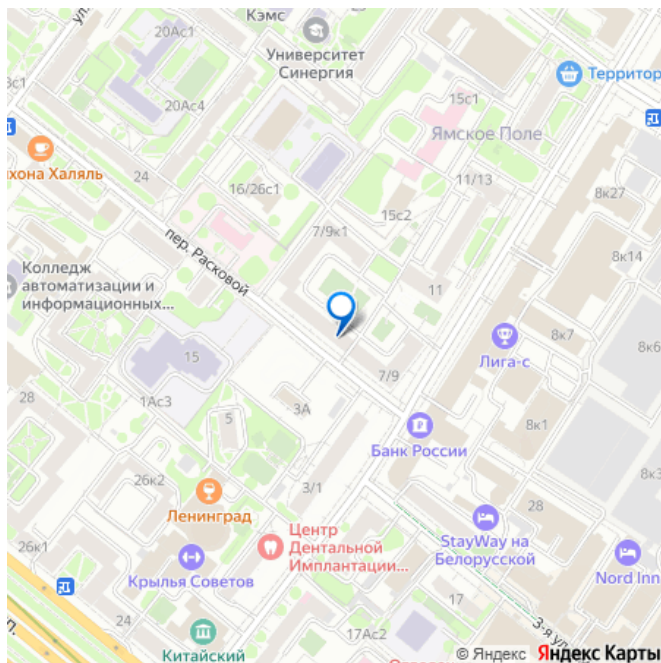 Кэмс
20Ас1
Университет
Синергия
Территор
3с1
15с1
20Ас4
Ямское Поле
хона Халяль
24
11/13
8к27
16/26с1
15с2
7/9к1
8к14
пер. Расковой
Колледж
автоматизации и
информационных...
11
8к7
8к6
Лига-с
15
7/9
28
1Ас3
3А
5
Банк России
8к1
3/1
26к2
8к3
28
Ленинград
Центр
Дентальной
Имплантации...
StayWay на
Белорусской
26к1
Крылья Советов
Nord Inn
17
24
3-я ул
17Ас2
Китайский
© Яндекс Яндекс Карты